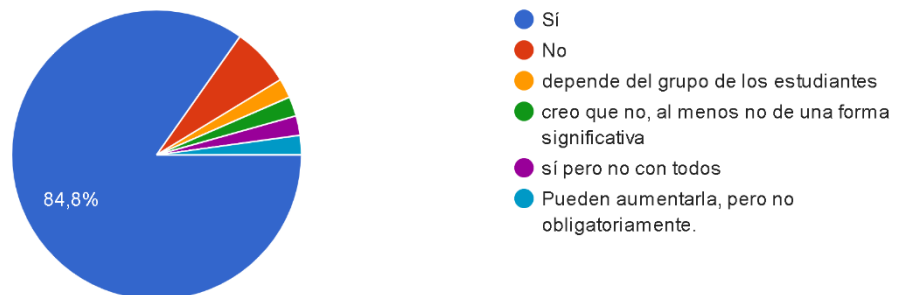 84,8%
Sí
No
depende del grupo de los estudiantes
creo que no, al menos no de una forma
significativa
sí pero no con todos
Pueden aumentarla, pero no
obligatoriamente.